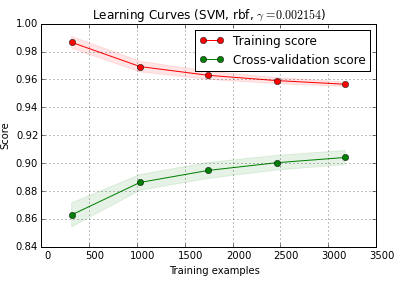 Learning Curves (SVM, rbf, γ=0.002154)
1.00
0.98
0.96
0.94
0.92
0.90
0.88
0.86
0.84
Score
Training score
Cross-validation score
0 500 1000 1500 2000 2500 3000 3500
Training examples